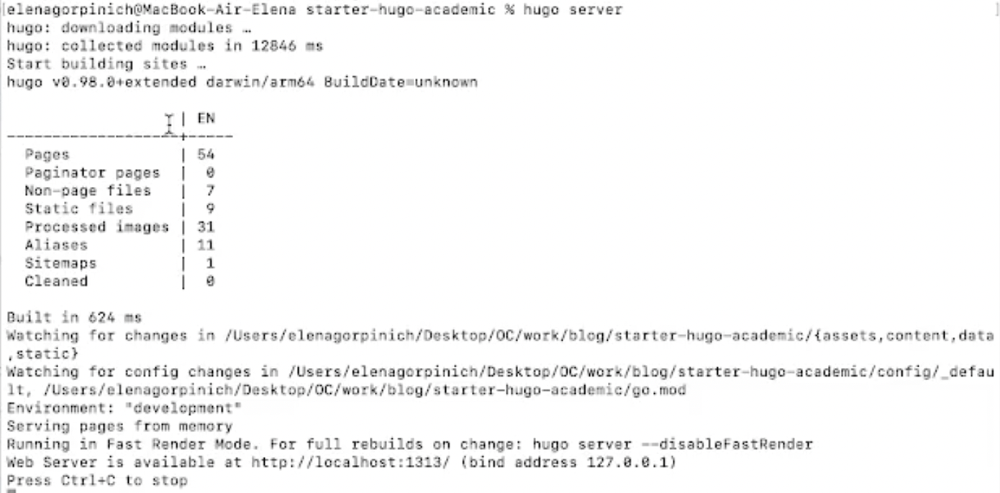 elenagorpinich@MacBook-Air-Elena starter-hugo-academic % hugo server
hugo: downloading modules …
hugo: collected modules in 12846 ms
Start building sites …
hugo v0.98.0+extended darwin/arm64 BuildDate=unknown
| EN
--------------------+-----
Pages | 54
Paginator pages | 0
Non-page files | 7
Static files | 9
Processed images | 31
Aliases | 11
Sitemaps | 1
Cleaned | 0
Built in 624 ms
Watching for changes in /Users/elenagorpinich/Desktop/OC/work/blog/starter-hugo-academic/{assets,content,data
,static}
Watching for config changes in /Users/elenagorpinich/Desktop/OC/work/blog/starter-hugo-academic/config/_defau
lt, /Users/elenagorpinich/Desktop/OC/work/blog/starter-hugo-academic/go.mod
Environment: "development"
Serving pages from memory
Running in Fast Render Mode. For full rebuilds on change: hugo server --disableFastRender
Web Server is available at http://localhost:1313/ (bind address 127.0.0.1)
Press Ctrl+C to stop